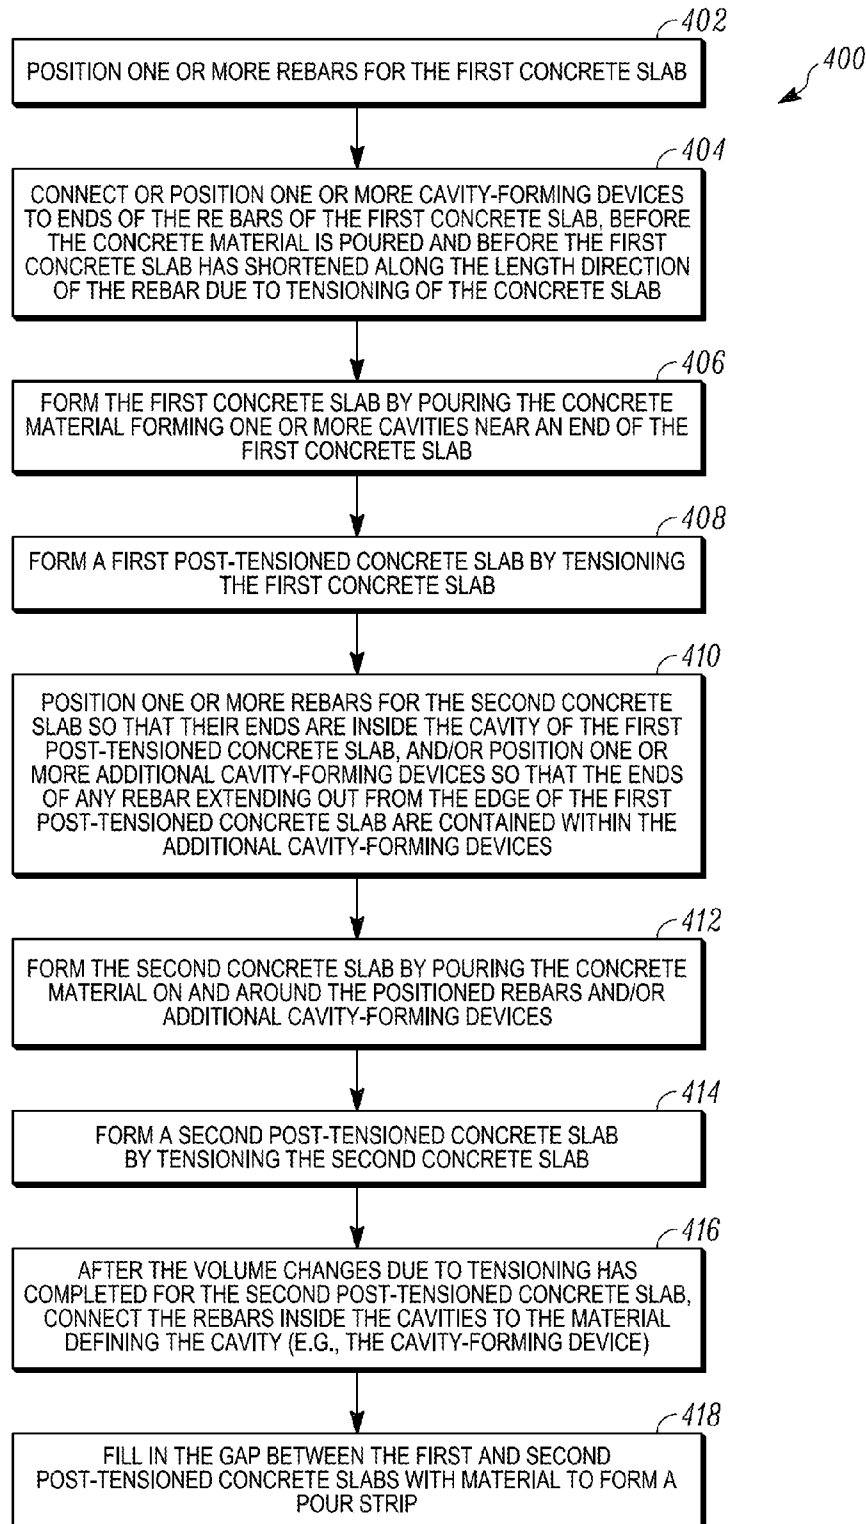 402
POSITION ONE OR MORE REBARS FOR THE FIRST CONCRETE SLAB
400
404
CONNECT OR POSITION ONE OR MORE CAVITY-FORMING DEVICES
TO ENDS OF THE RE BARS OF THE FIRST CONCRETE SLAB, BEFORE
THE CONCRETE MATERIAL IS POURED AND BEFORE THE FIRST
CONCRETE SLAB HAS SHORTENED ALONG THE LENGTH DIRECTION
OF THE REBAR DUE TO TENSIONING OF THE CONCRETE SLAB
406
FORM THE FIRST CONCRETE SLAB BY POURING THE CONCRETE
MATERIAL FORMING ONE OR MORE CAVITIES NEAR AN END OF THE
FIRST CONCRETE SLAB
408
FORM A FIRST POST-TENSIONED CONCRETE SLAB BY TENSIONING
THE FIRST CONCRETE SLAB
410
POSITION ONE OR MORE REBARS FOR THE SECOND CONCRETE
SLAB SO THAT THEIR ENDS ARE INSIDE THE CAVITY OF THE FIRST
POST-TENSIONED CONCRETE SLAB, AND/OR POSITION ONE OR
MORE ADDITIONAL CAVITY-FORMING DEVICES SO THAT THE ENDS
OF ANY REBAR EXTENDING OUT FROM THE EDGE OF THE FIRST
POST-TENSIONED CONCRETE SLAB ARE CONTAINED WITHIN THE
ADDITIONAL CAVITY-FORMING DEVICES
412
FORM THE SECOND CONCRETE SLAB BY POURING THE CONCRETE
MATERIAL ON AND AROUND THE POSITIONED REBARS AND/OR
ADDITIONAL CAVITY-FORMING DEVICES
414
FORM A SECOND POST-TENSIONED CONCRETE SLAB
BY TENSIONING THE SECOND CONCRETE SLAB
416
AFTER THE VOLUME CHANGES DUE TO TENSIONING HAS
COMPLETED FOR THE SECOND POST-TENSIONED CONCRETE SLAB,
CONNECT THE REBARS INSIDE THE CAVITIES TO THE MATERIAL
DEFINING THE CAVITY (E.G., THE CAVITY-FORMING DEVICE)
418
FILL IN THE GAP BETWEEN THE FIRST AND SECOND
POST-TENSIONED CONCRETE SLABS WITH MATERIAL TO FORM A
POUR STRIP